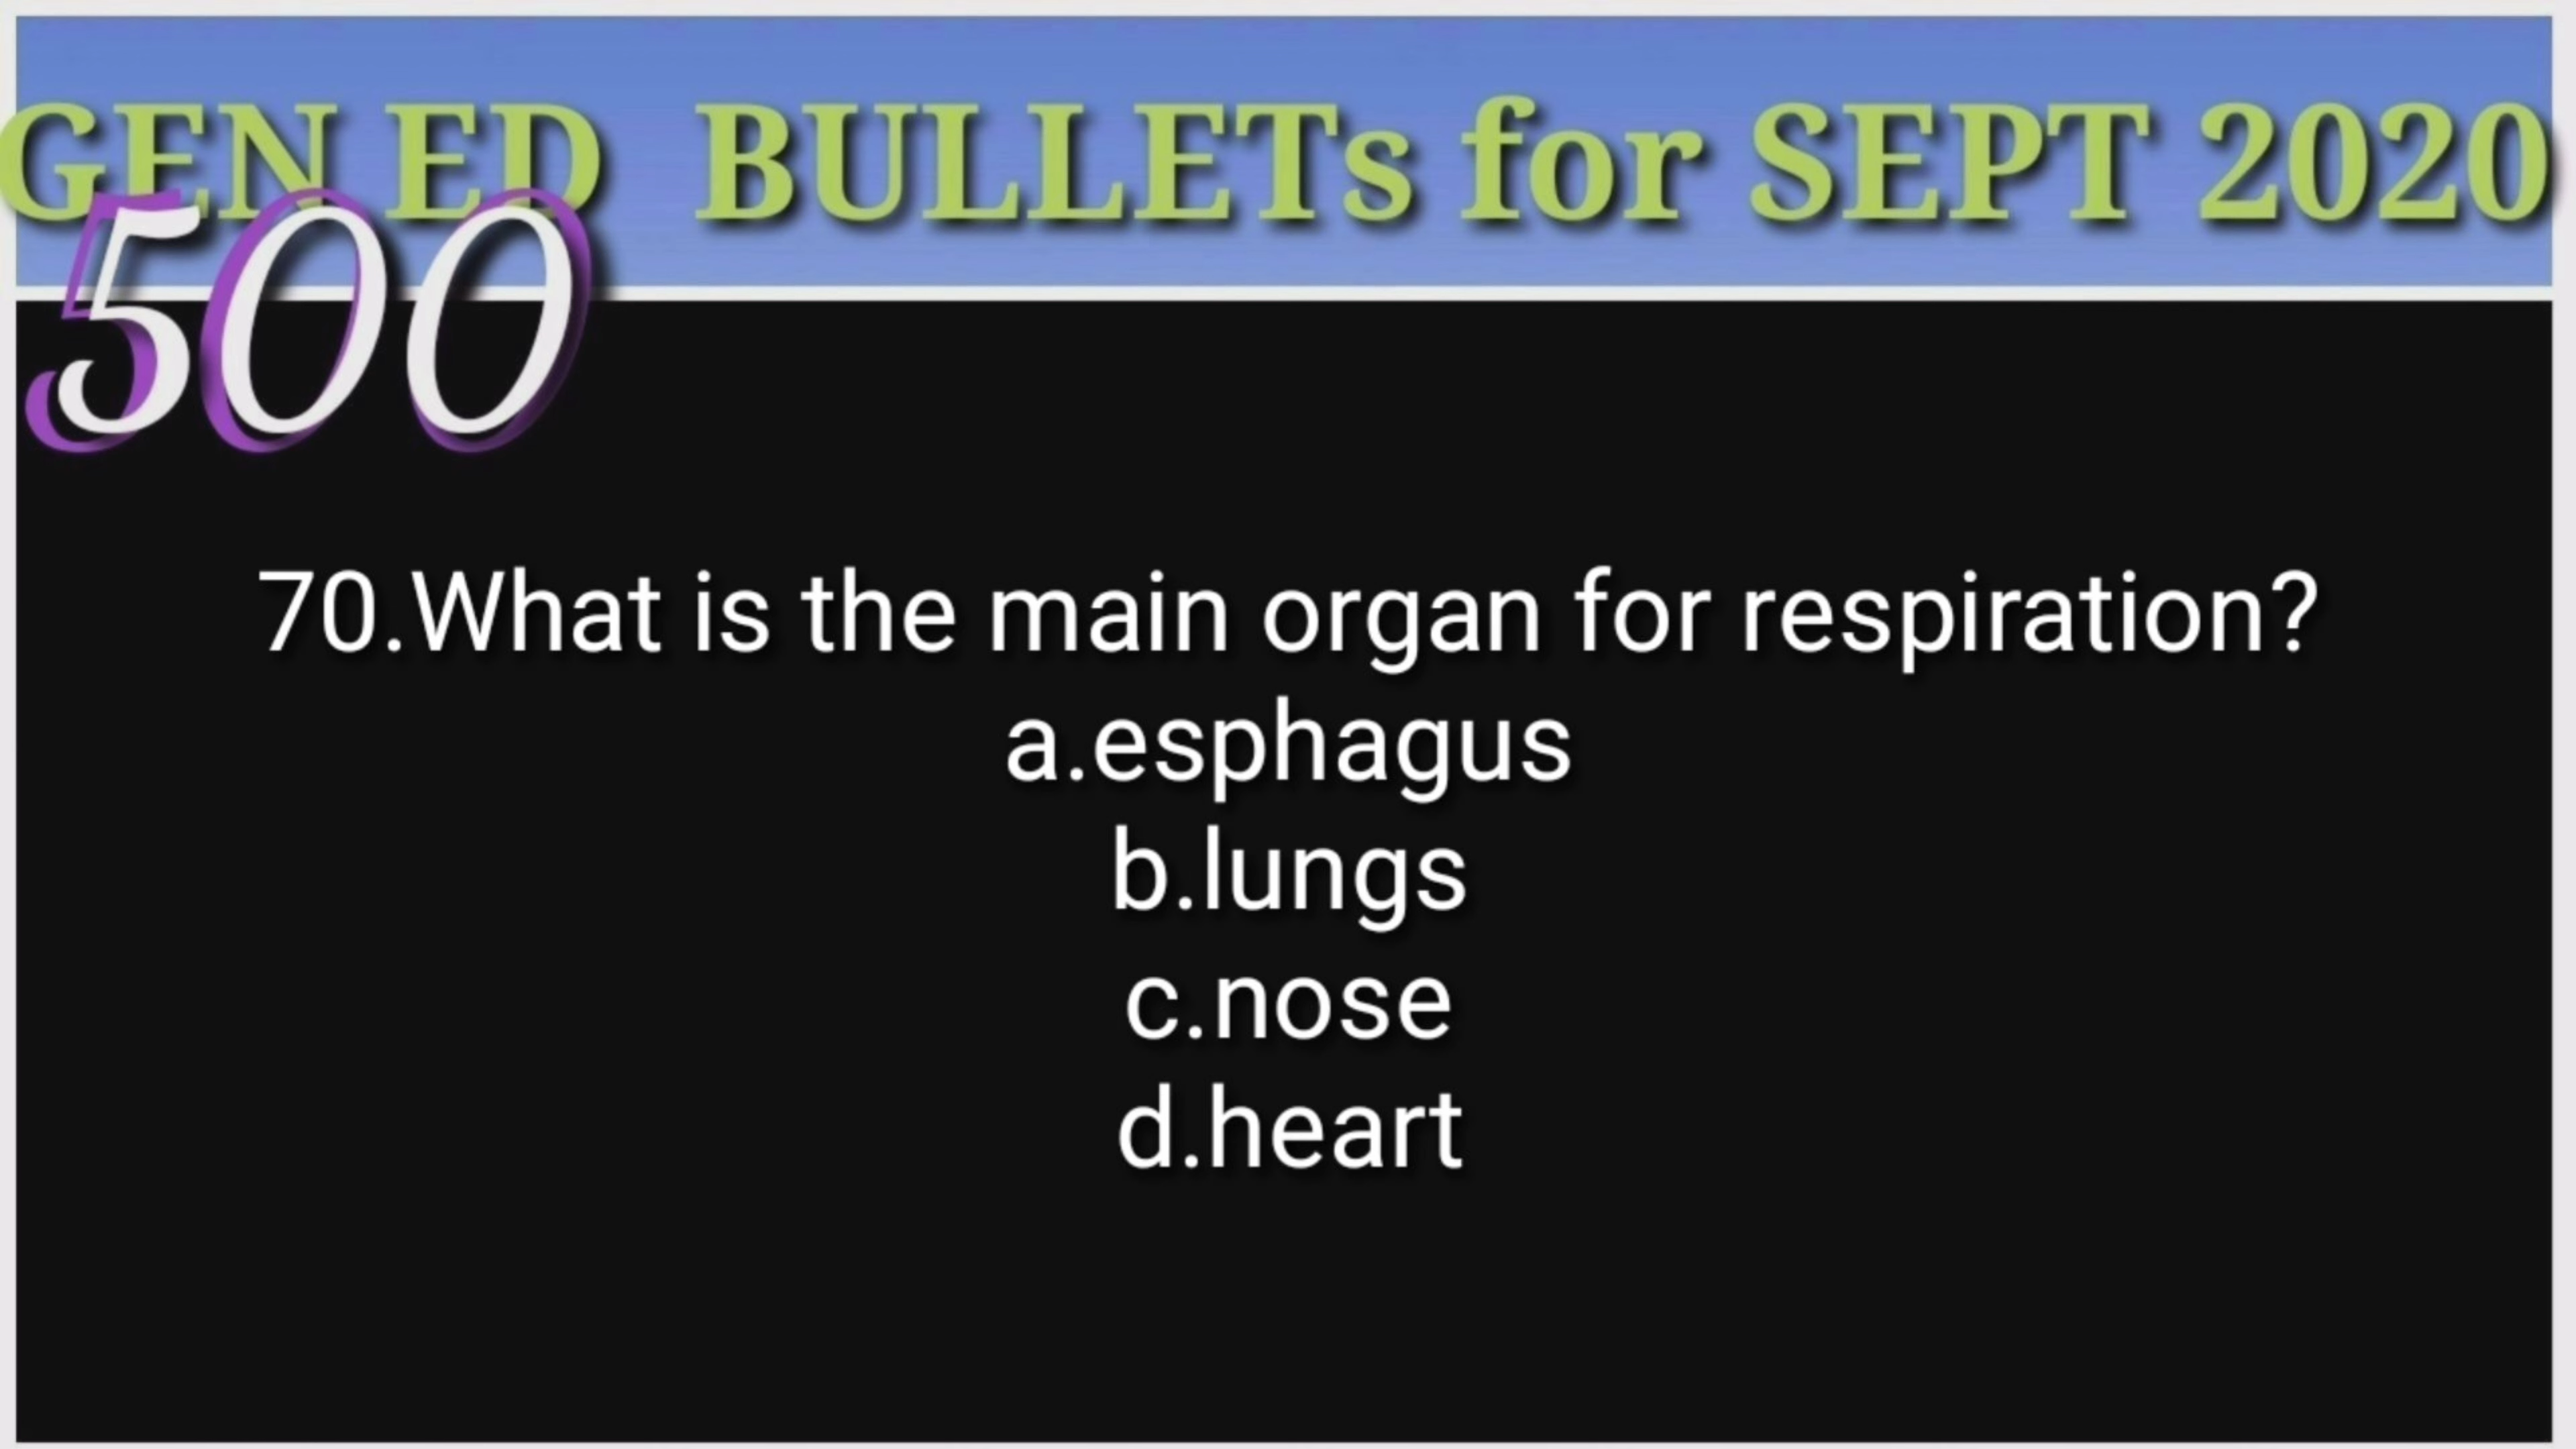 GEN ED BULLETs for SEPT 2020
500
70.What is the main organ for respiration?
a.esphagus
b.lungs
c.nose
d.heart